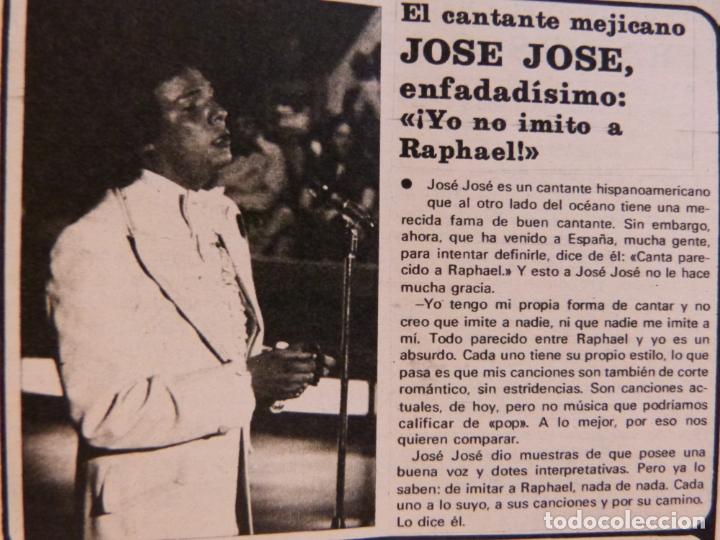 El cantante mejicano
JOSE JOSE,
enfadadísimo:
«¡Yo no imito a
Raphael!»
● José José es un cantante hispanoamericano
que al otro lado del océano tiene una me-
recida fama de buen cantante. Sin embargo,
ahora, que ha venido a España, mucha gente,
para intentar definirle, dice de él: «Canta pare-
cido a Raphael.» Y esto a José José no le hace
mucha gracia.
—Yo tengo mi propia forma de cantar y no
creo que imite a nadie, ni que nadie me imite a
mí. Todo parecido entre Raphael y yo es un
absurdo. Cada uno tiene su propio estilo, lo que
pasa es que mis canciones son también de corte
romántico, sin estridencias. Son canciones ac-
tuales, de hoy, pero no música que podríamos
calificar de «pop». A lo mejor, por eso nos
quieren comparar.
José José dio muestras de que posee una
buena voz y dotes interpretativas. Pero ya lo
saben: de imitar a Raphael, nada de nada. Cada
uno a lo suyo, a sus canciones y por su camino.
Lo dice él.
todocoleccion.net